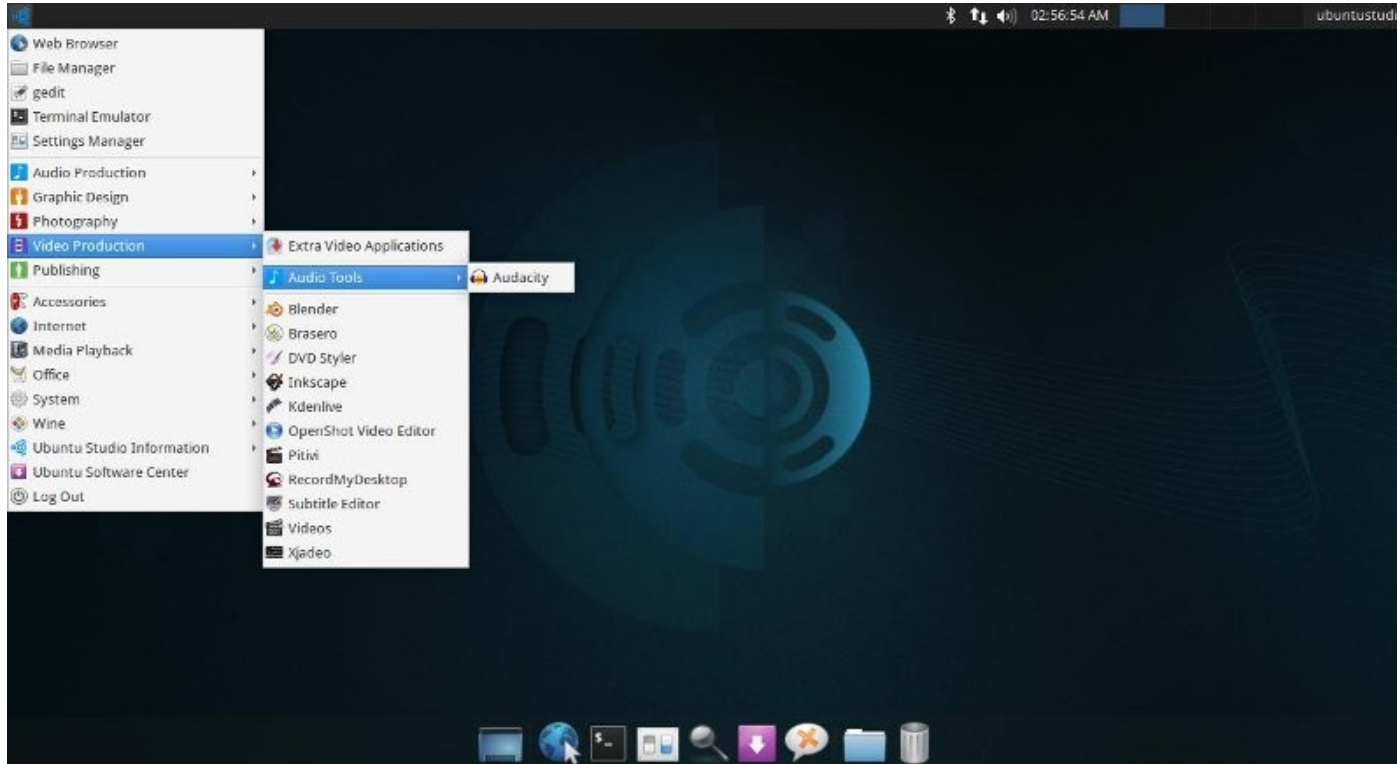 02:56:54 AM
ubuntustudi
Web Browser
File Manager
gedit
Terminal Emulator
Settings Manager
Audio Production
Graphic Design
Photography
Video Production
Publishing
Accessories
Internet
Media Playback
Office
System
Wine
Ubuntu Studio Information
Ubuntu Software Center
Log Out
Extra Video Applications
Audio Tools
Blender
Brasero
DVD Styler
Inkscape
Kdenlive
OpenShot Video Editor
Pitivi
RecordMyDesktop
Subtitle Editor
Videos
Xjadeo
Audacity
$_